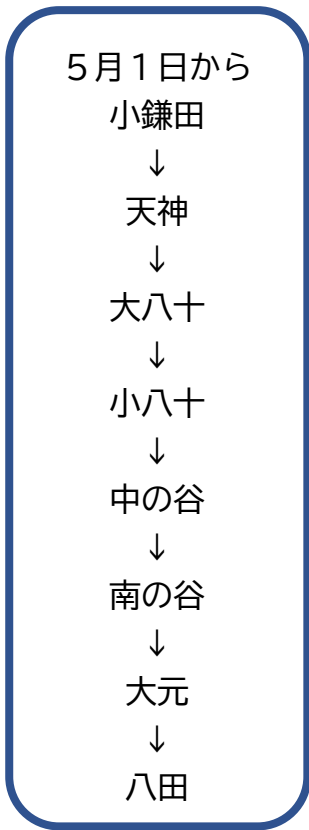 ５月１日から
小鎌田
↓
天神
↓
大八十
↓
小八十
↓
中の谷
↓
南の谷
↓
大元
↓
八田